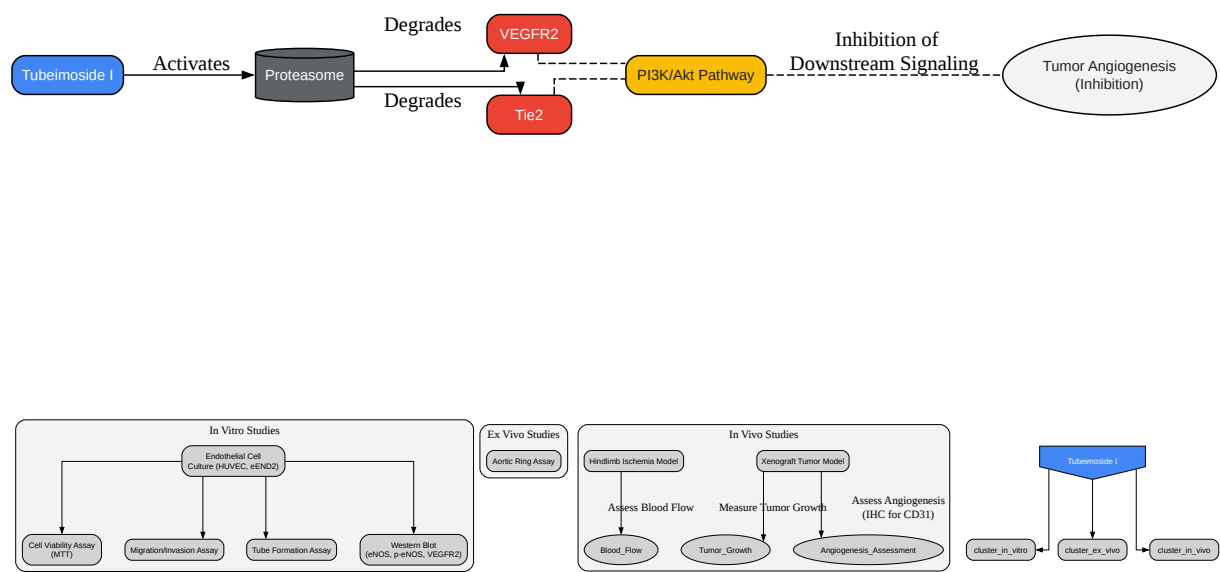 Degrades
VEGFR2
Tubeimoside I
Activates
Proteasome
PI3K/Akt Pathway
Inhibition of
Downstream Signaling
Tumor Angiogenesis
(Inhibition)
Degrades
Tie2
In Vitro Studies
Endothelial Cell
Culture (HUVEC, eEND2)
Cell Viability Assay
(MTT)
Migration/Invasion Assay
Tube Formation Assay
Western Blot
(eNOS, p-eNOS, VEGFR2)
Ex Vivo Studies
Aortic Ring Assay
In Vivo Studies
Hindlimb Ischemia Model
Xenograft Tumor Model
Assess Blood Flow
Measure Tumor Growth
Assess Angiogenesis
(IHC for CD31)
Blood_Flow
Tumor_Growth
Angiogenesis_Assessment
Tubeimoside I
cluster_in_vitro
cluster_ex_vivo
cluster_in_vivo